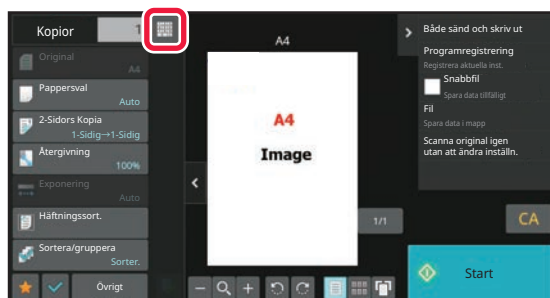 Kopior
1
Original
A4
Pappersval
Auto
2-Sidors Kopia
1-Sidig→1-Sidig
Återgivning
100%
Exponering
Auto
Häftningssort.
Sortera/gruppera
Sorter.
Övrigt
A4
A4
Image
1/1
Både sänd och skriv ut
Programregistrering
Registrera aktuella inst.
Snabbfil
Spara data tillfälligt
Fil
Spara data i mapp
Scanna original igen
utan att ändra inställn.
CA
Start